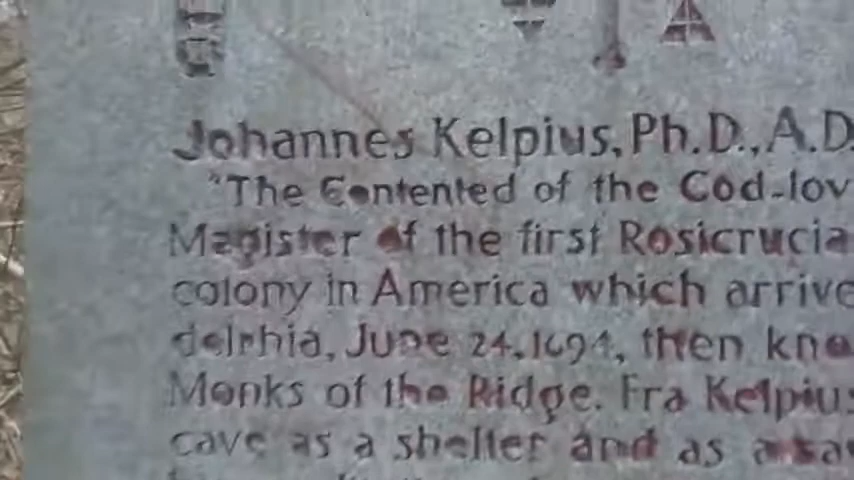 Johannes Kelpius, Ph.D., A.D.
"The Contented of the God-lov
Magister of the first Rosicrucia
colony in America which arrive
delphia, June 24, 1694, then kno
Monks of the Ridge. Fra Kelpius
cave as a shelter and as a sa